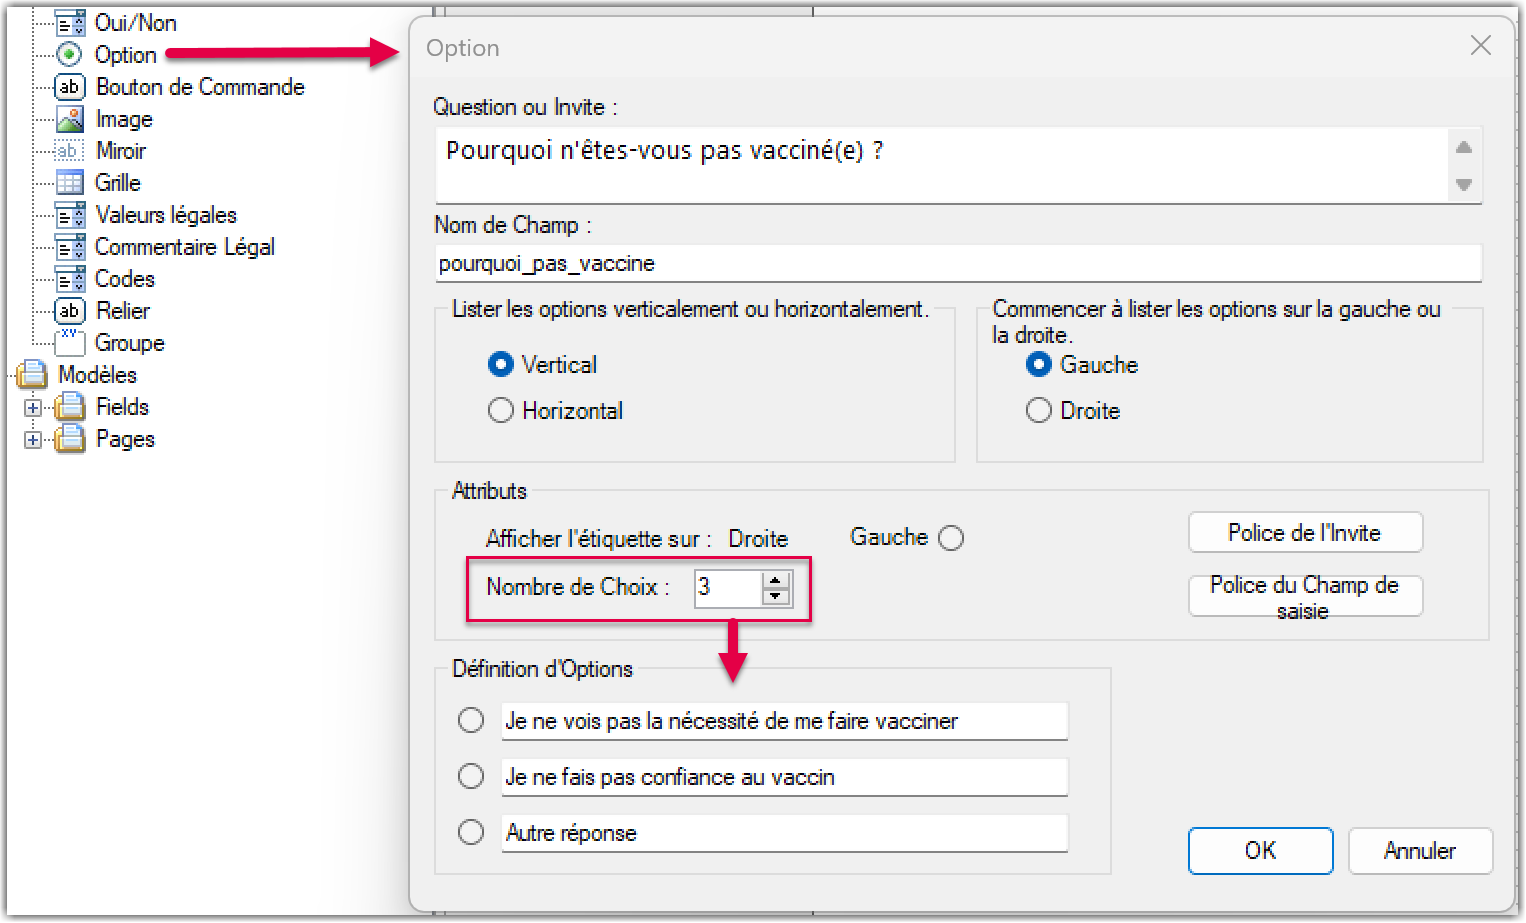 Oui/Non
Option
ab Bouton de Commande
Image
ab Miroir
Grille
Valeurs légales
Commentaire Légal
Codes
ab Relier
XY Groupe
Modèles
Fields
Pages
Option
Question ou Invite :
Pourquoi n'êtes-vous pas vacciné(e) ?
Nom de Champ :
pourquoi_pas_vaccine
Lister les options verticalement ou horizontalement.
Vertical
Horizontal
Commencer à lister les options sur la gauche ou
la droite.
Gauche
Droite
Attributs
Afficher l'étiquette sur : Droite Gauche
Nombre de Choix : 3
Police de l'Invite
Police du Champ de
saisie
Définition d'Options
Je ne vois pas la nécessité de me faire vacciner
Je ne fais pas confiance au vaccin
Autre réponse
OK Annuler